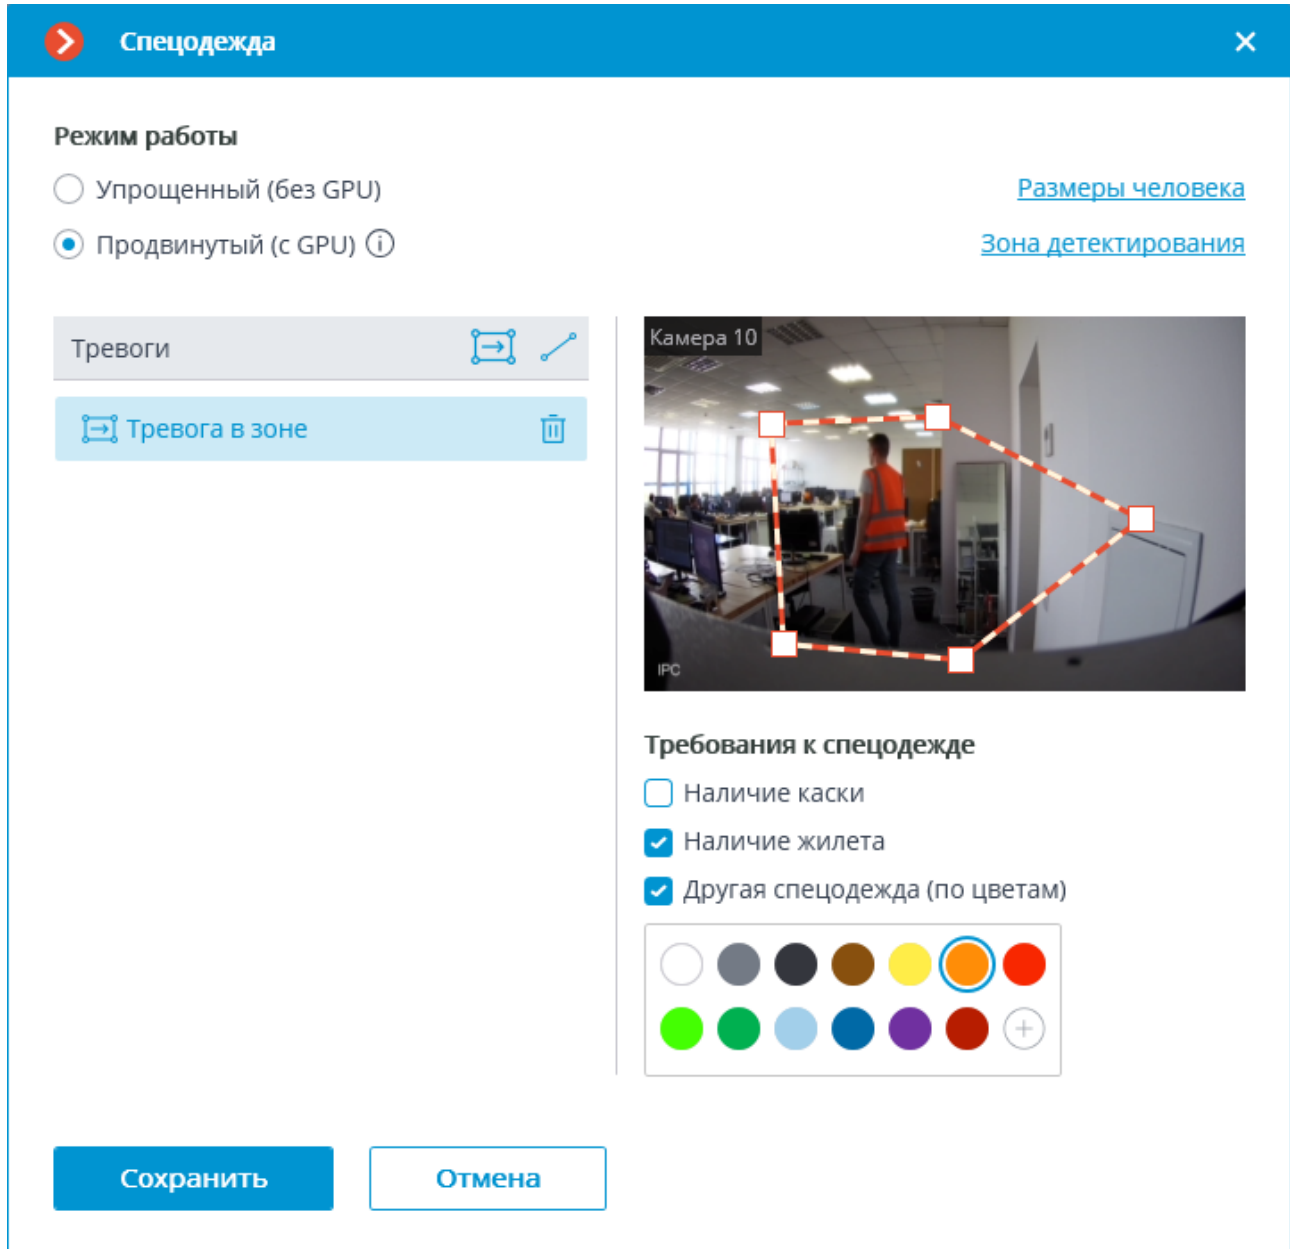 Спецодежда
Режим работы
Упрощенный (без GPU)
Размеры человека
Продвинутый (с GPU)
Зона детектирования
Тревоги
Тревога в зоне
Камера 10
IPC
Требования к спецодежде
Наличие каски
Наличие жилета
Другая спецодежда (по цветам)
Сохранить
Отмена